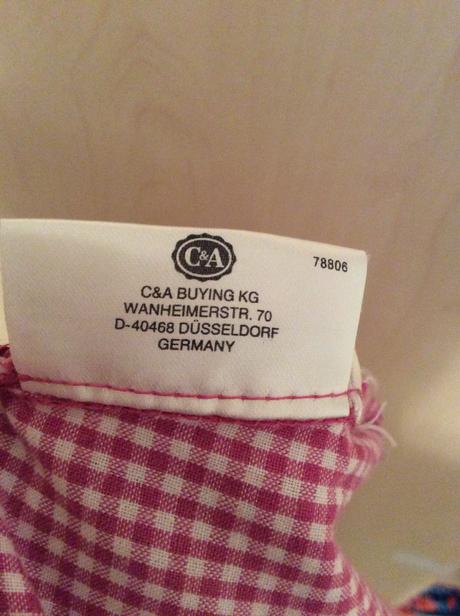 C&A
78806
C&A BUYING KG
WANHEIMERSTR. 70
D-40468 DÜSSELDORF
GERMANY